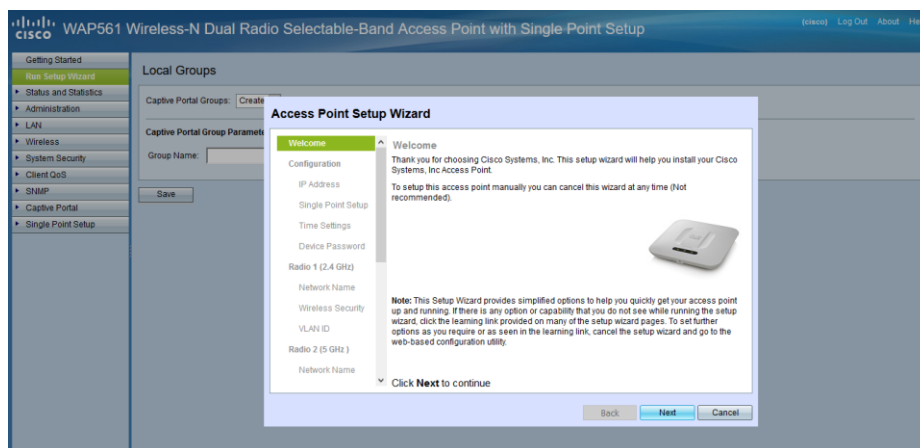 CISCO WAP561 Wireless-N Dual Radio Selectable-Band Access Point with Single Point Setup
(cisco) Log Out About He
Getting Started
Run Setup Wizard
Status and Statistics
Administration
LAN
Wireless
System Security
Client QoS
SNMP
Captive Portal
Single Point Setup
Local Groups
Captive Portal Groups: Create
Captive Portal Group Paramete
Group Name:
Save
Access Point Setup Wizard
Welcome
Configuration
IP Address
Single Point Setup
Time Settings
Device Password
Radio 1 (2.4 GHz)
Network Name
Wireless Security
VLAN ID
Radio 2 (5 GHz )
Network Name
Welcome
Thank you for choosing Cisco Systems, Inc. This setup wizard will help you install your Cisco
Systems, Inc Access Point.
To setup this access point manually you can cancel this wizard at any time (Not
recommended).
Note: This Setup Wizard provides simplified options to help you quickly get your access point
up and running. If there is any option or capability that you do not see while running the setup
wizard, click the learning link provided on many of the setup wizard pages. To set further
options as you require or as seen in the learning link, cancel the setup wizard and go to the
web-based configuration utility.
Click Next to continue
Back Next Cancel